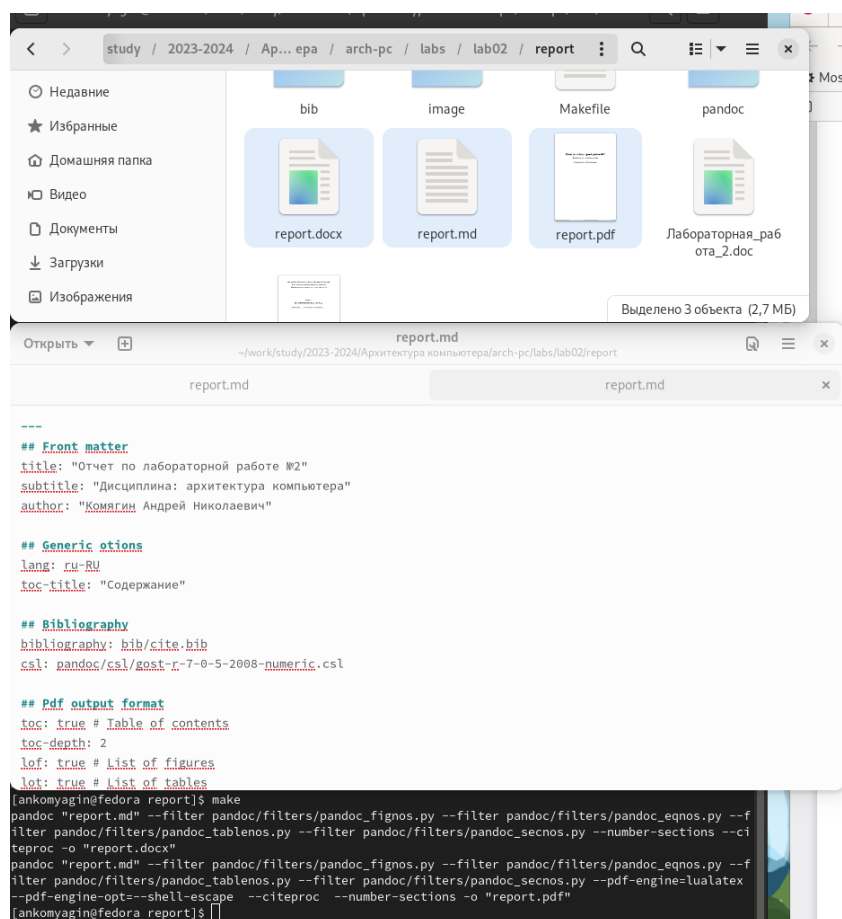 study / 2023-2024 / Ap... epa / arch-pc / labs / lab02 / report
Mos
Недавние
Избранные
Домашняя папка
Видео
Документы
Загрузки
Изображения
bib image Makefile pandoc
report.docx report.md report.pdf Лабораторная_раб
ота_2.doc
Выделено 3 объекта (2,7 МБ)
Открыть
report.md
~/work/study/2023-2024/Архитектура компьютера/arch-pc/labs/lab02/report
report.md report.md
---
## Front matter
title: "Отчет по лабораторной работе №2"
subtitle: "Дисциплина: архитектура компьютера"
author: "Комягин Андрей Николаевич"
## Generic otions
lang: ru-RU
toc-title: "Содержание"
## Bibliography
bibliography: bib/cite.bib
csl: pandoc/csl/gost-r-7-0-5-2008-numeric.csl
## Pdf output format
toc: true # Table of contents
toc-depth: 2
lof: true # List of figures
lot: true # List of tables
[ankomyagin@fedora report]$ make
pandoc "report.md" --filter pandoc/filters/pandoc_fignos.py --filter pandoc/filters/pandoc_eqnos.py --f
ilter pandoc/filters/pandoc_tablenos.py --filter pandoc/filters/pandoc_secnos.py --number-sections --ci
teproc -o "report.docx"
pandoc "report.md" --filter pandoc/filters/pandoc_fignos.py --filter pandoc/filters/pandoc_eqnos.py --f
ilter pandoc/filters/pandoc_tablenos.py --filter pandoc/filters/pandoc_secnos.py --pdf-engine=lualatex
--pdf-engine-opt=--shell-escape --citeproc --number-sections -o "report.pdf"
[ankomyagin@fedora report]$